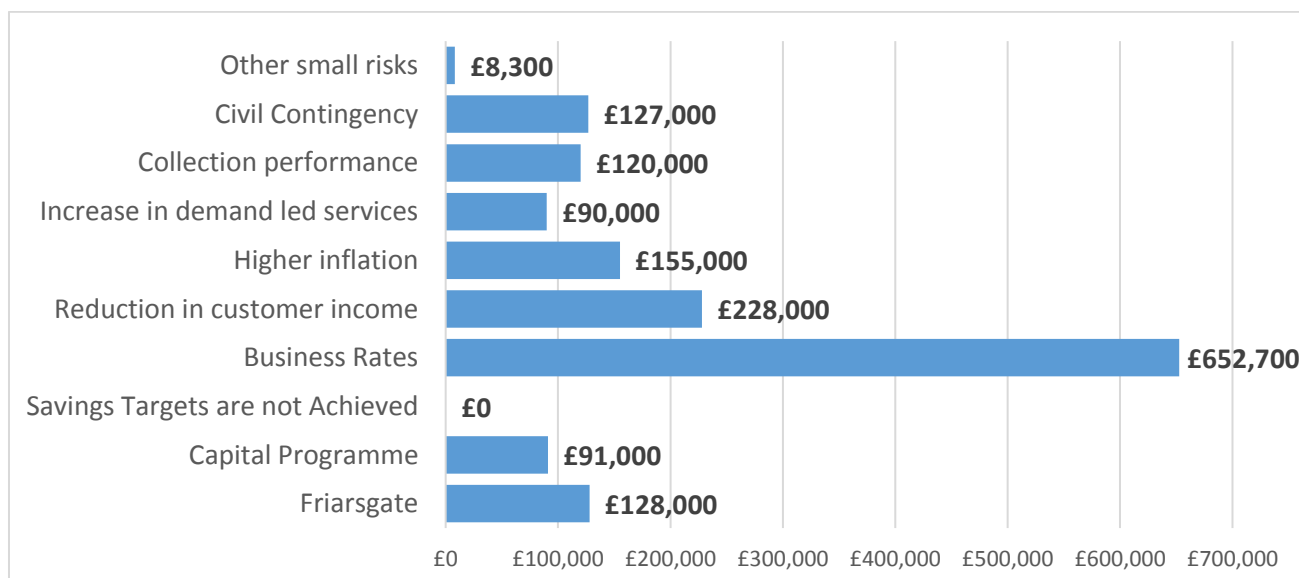 Other small risks £8,300
Civil Contingency £127,000
Collection performance £120,000
Increase in demand led services £90,000
Higher inflation £155,000
Reduction in customer income £228,000
Business Rates £652,700
Savings Targets are not Achieved £0
Capital Programme £91,000
Friarsgate £128,000
£0 £100,000 £200,000 £300,000 £400,000 £500,000 £600,000 £700,000